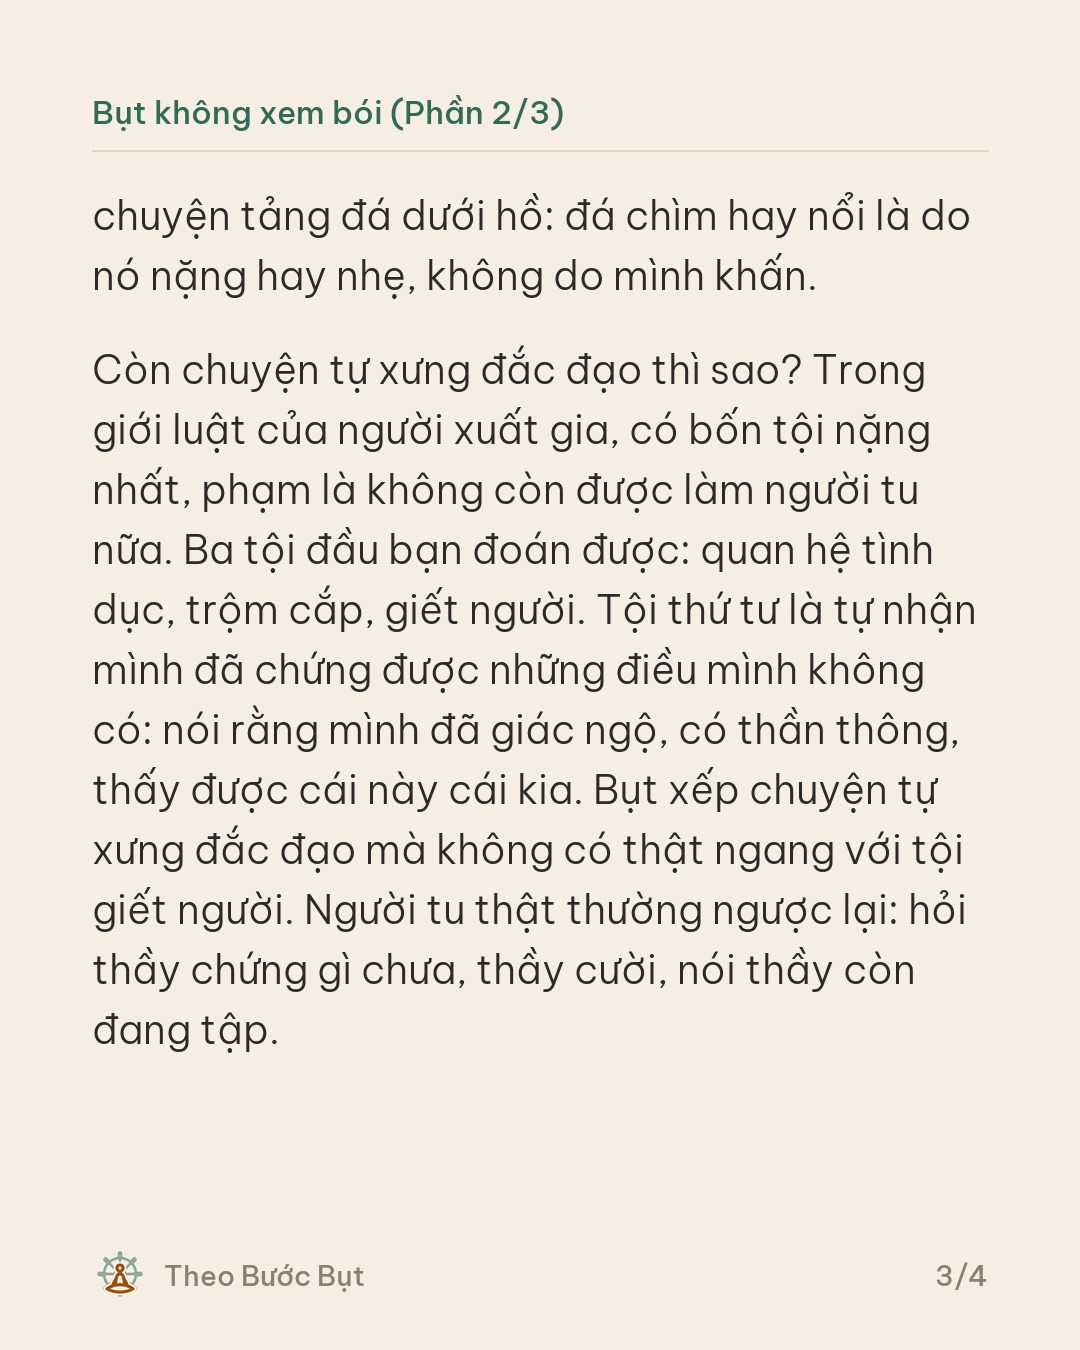 Bụt không xem bói (Phần 2/3)
chuyện tảng đá dưới hồ: đá chìm hay nổi là do
nó nặng hay nhẹ, không do mình khấn.
Còn chuyện tự xưng đắc đạo thì sao? Trong
giới luật của người xuất gia, có bốn tội nặng
nhất, phạm là không còn được làm người tu
nữa. Ba tội đầu bạn đoán được: quan hệ tình
dục, trộm cắp, giết người. Tội thứ tư là tự nhận
mình đã chứng được những điều mình không
có: nói rằng mình đã giác ngộ, có thần thông,
thấy được cái này cái kia. Bụt xếp chuyện tự
xưng đắc đạo mà không có thật ngang với tội
giết người. Người tu thật thường ngược lại: hỏi
thầy chứng gì chưa, thầy cười, nói thầy còn
đang tập.
Theo Bước Bụt
3/4